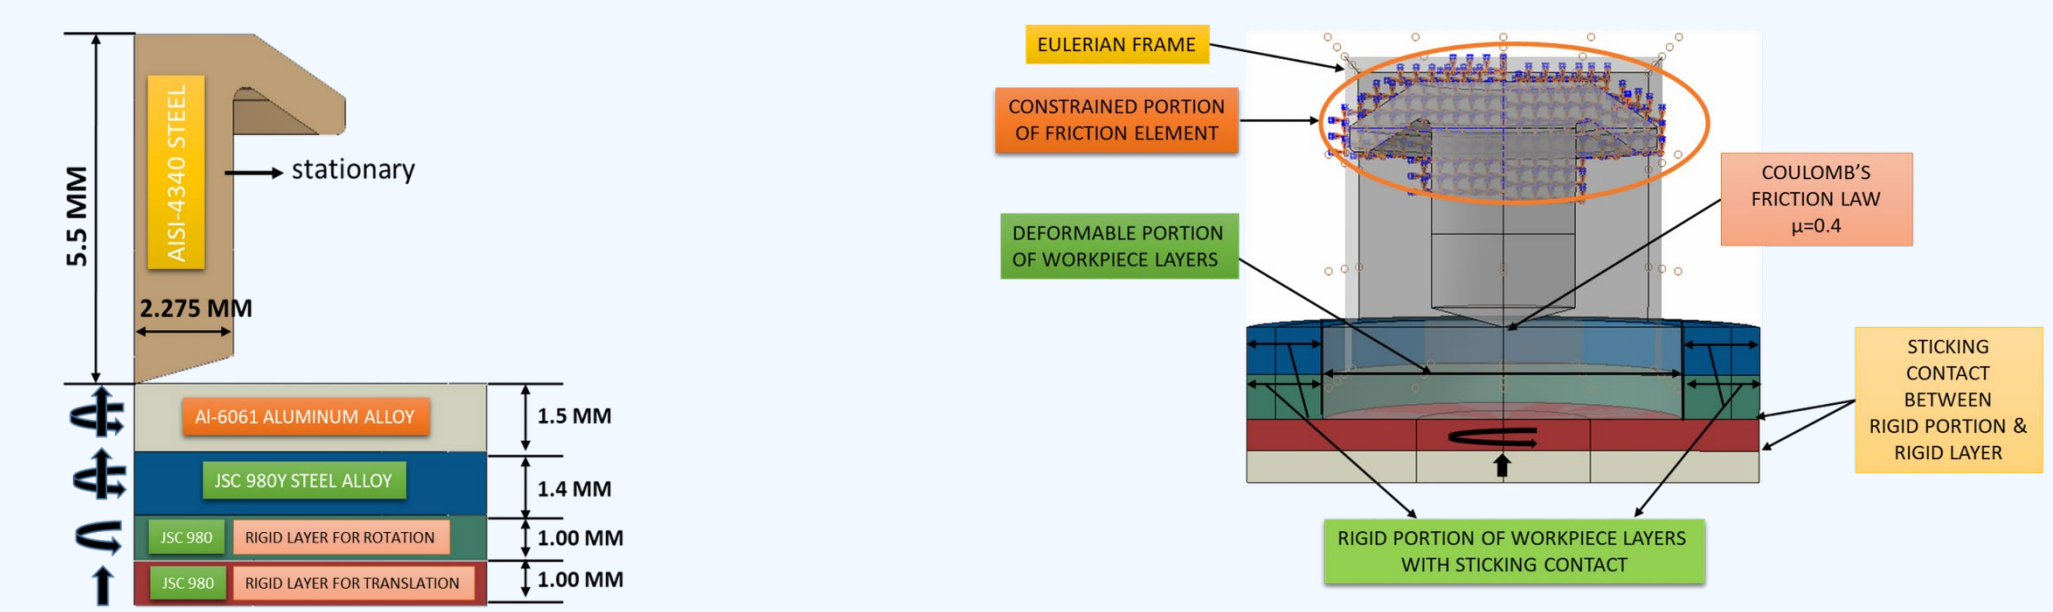 AISI-4340 STEEL
5.5 MM
stationary
2.275 MM
Al-6061 ALUMINUM ALLOY
1.5 MM
JSC 980Y STEEL ALLOY
1.4 MM
JSC 980
RIGID LAYER FOR ROTATION
1.00 MM
JSC 980
RIGID LAYER FOR TRANSLATION
1.00 MM
EULERIAN FRAME
CONSTRAINED PORTION
OF FRICTION ELEMENT
DEFORMABLE PORTION
OF WORKPIECE LAYERS
COULOMB’S
FRICTION LAW
μ=0.4
STICKING
CONTACT
BETWEEN
RIGID PORTION &
RIGID LAYER
RIGID PORTION OF WORKPIECE LAYERS
WITH STICKING CONTACT